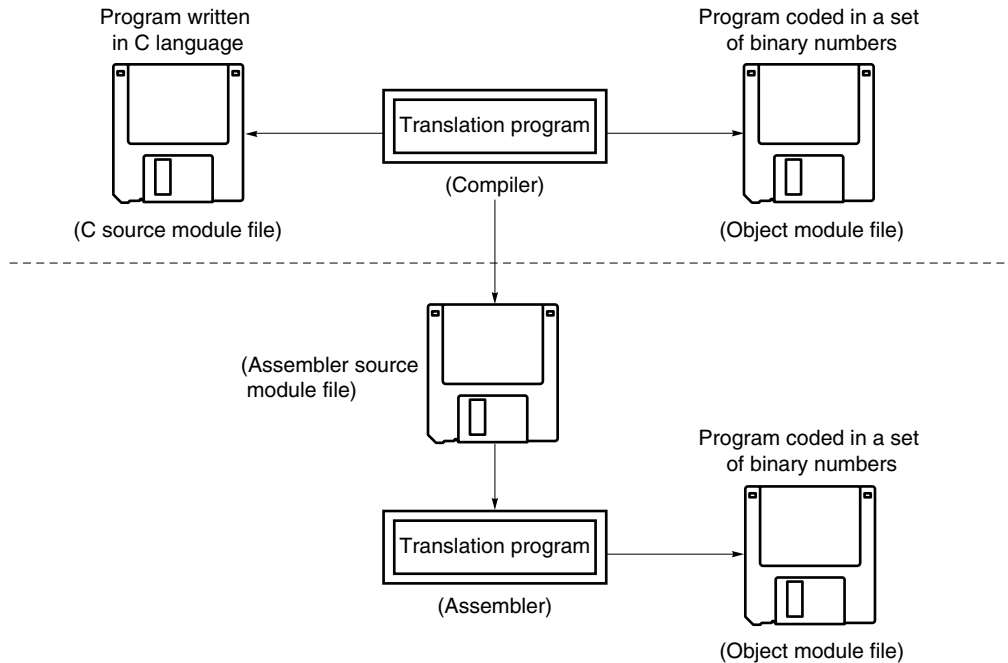 Program written
in C language
Program coded in a set
of binary numbers
Translation program
(Compiler)
(C source module file)
(Object module file)
(Assembler source
module file)
Program coded in a set
of binary numbers
Translation program
(Assembler)
(Object module file)